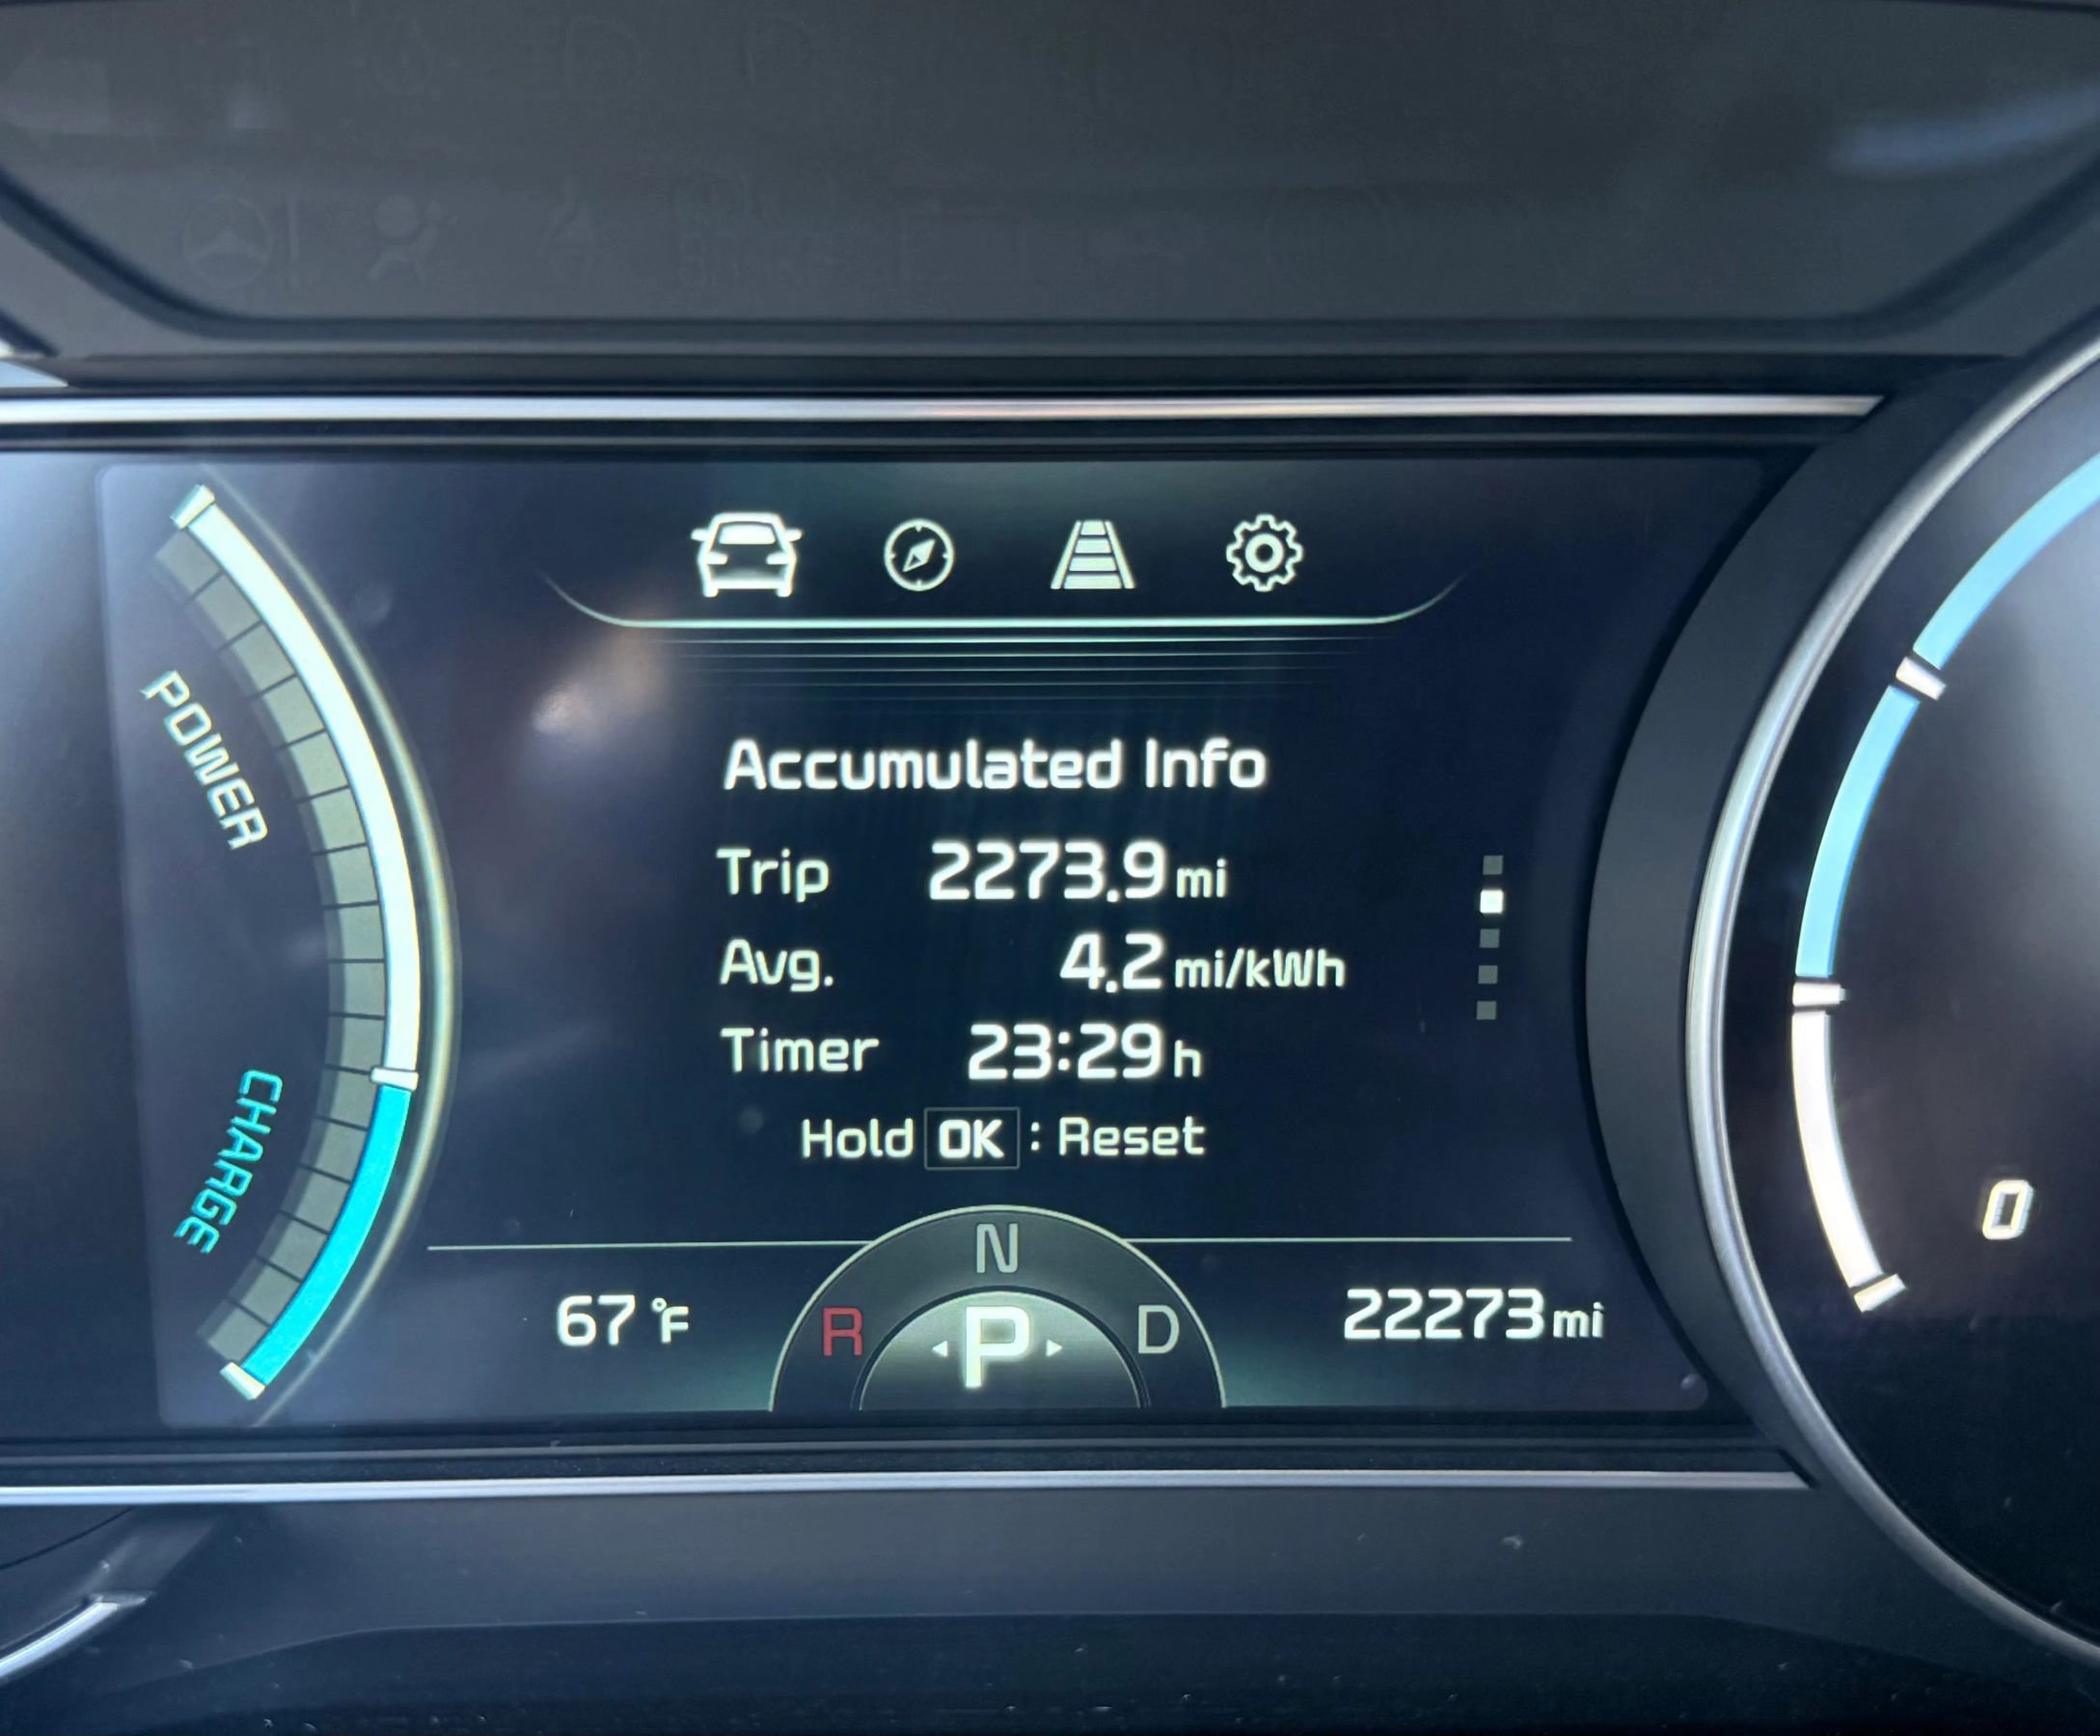 POWER
CHARGE
Accumulated Info
Trip 2273.9 mi
Avg. 4.2 mi/kWh
Timer 23:29 h
Hold OK : Reset
N
R P D
67 °F
22273 mi
0